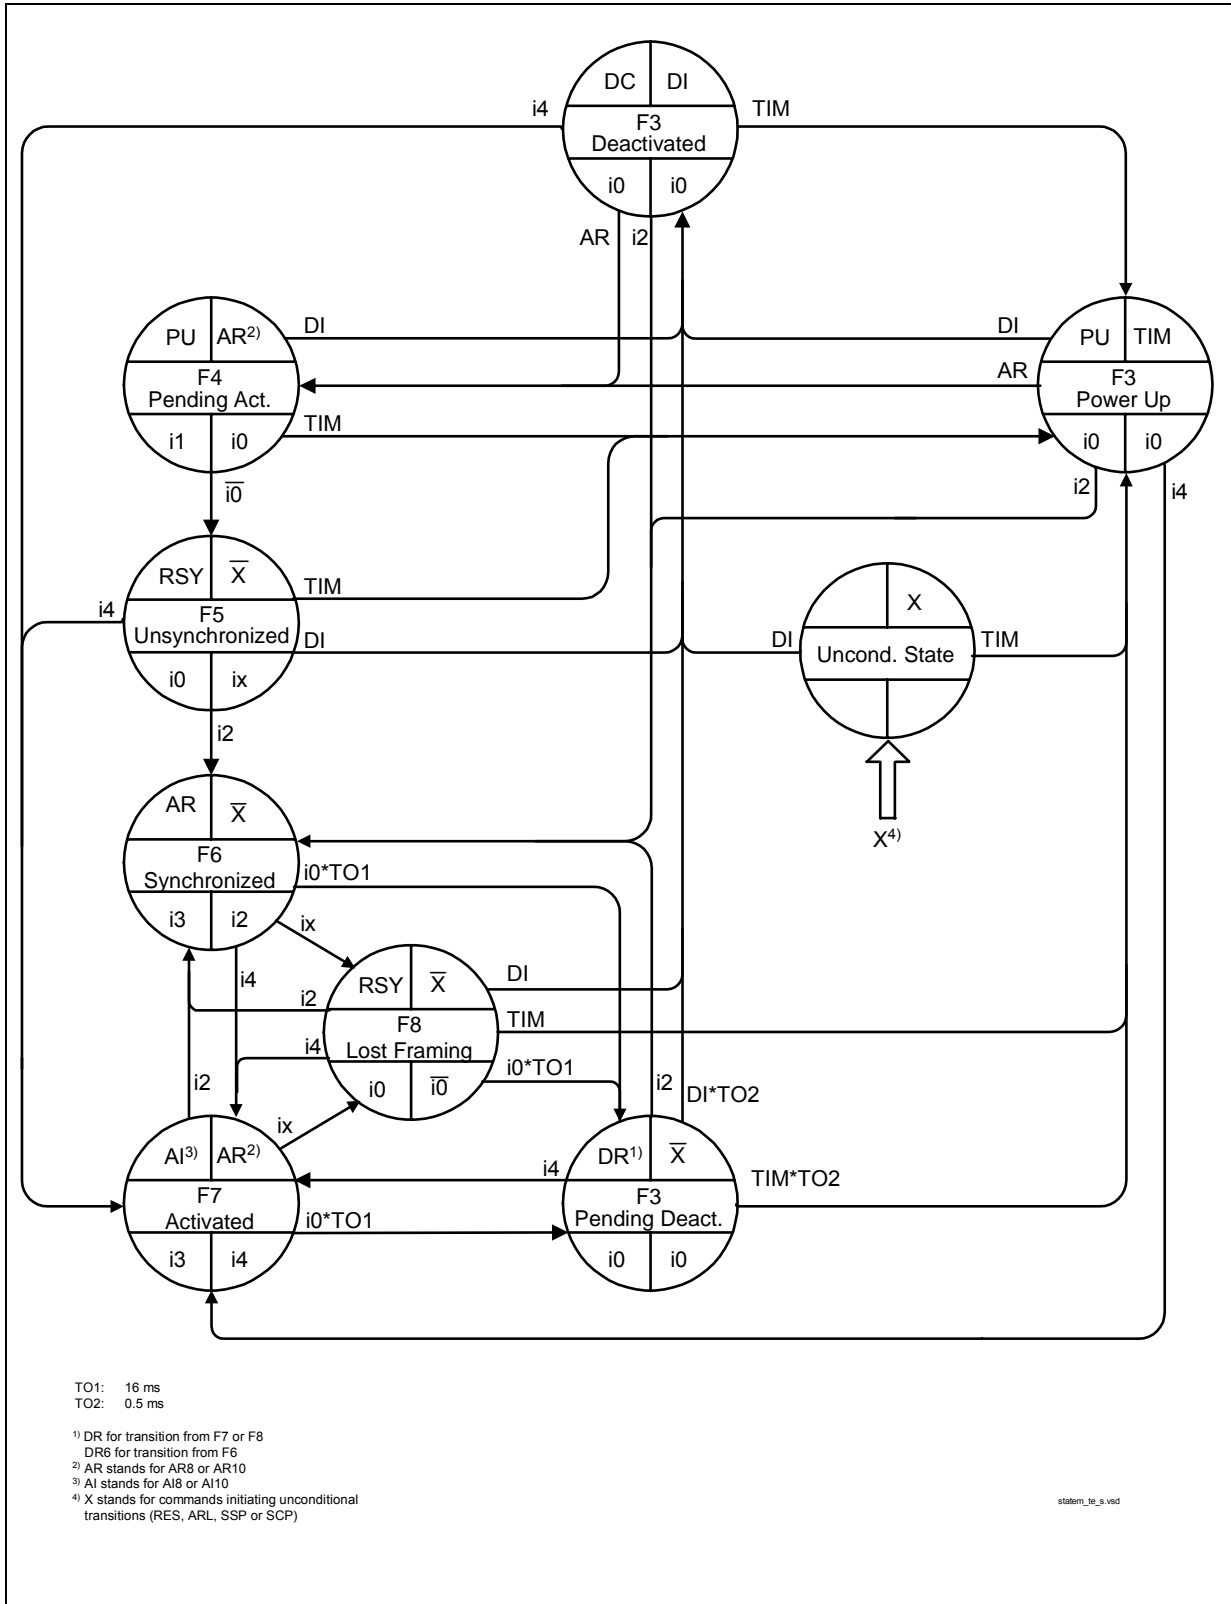 DC DI
i4 TIM
F3
Deactivated
i0 i0
AR i2
PU AR²⁾
DI
DI
PU TIM
F4
Pending Act.
AR
F3
Power Up
TIM
i1 i0
i0 i0
i̅0̅
i2
i4
RSY X̅
TIM
X
i4
F5
Unsynchronized
DI
DI
Uncond. State
TIM
i0 ix
i2
AR X̅
X⁴⁾
F6
Synchronized
i0*TO1
i3 i2
ix
i4
RSY X̅
DI
i2
TIM
F8
Lost Framing
i4
i0*TO1
i0 i̅0̅
i2
i2
DI*TO2
ix
AI³⁾ AR²⁾
DR¹⁾ X̅
i4
TIM*TO2
F7
Activated
i0*TO1
F3
Pending Deact.
i3 i4
i0 i0
TO1: 16 ms
TO2: 0.5 ms
¹⁾ DR for transition from F7 or F8
DR6 for transition from F6
²⁾ AR stands for AR8 or AR10
³⁾ AI stands for AI8 or AI10
⁴⁾ X stands for commands initiating unconditional
transitions (RES, ARL, SSP or SCP)
statem_te_s.vsd